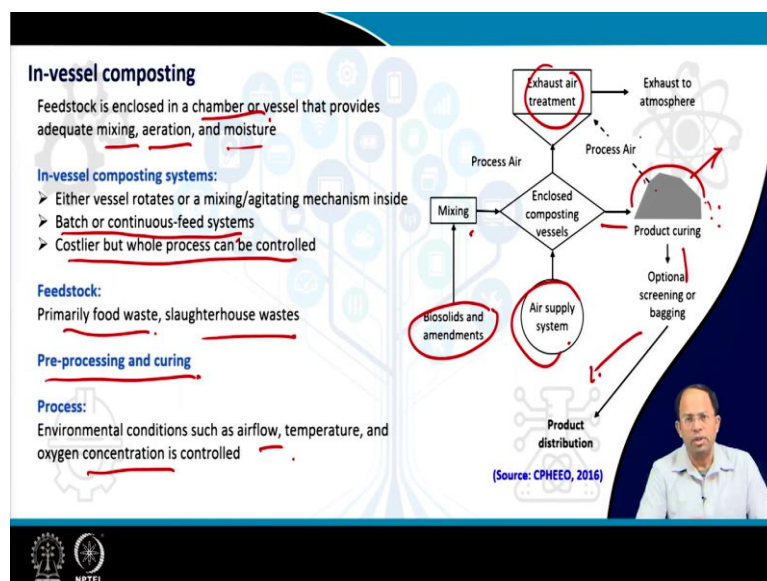 In-vessel composting
Feedstock is enclosed in a chamber or vessel that provides
adequate mixing, aeration, and moisture
In-vessel composting systems:
➢ Either vessel rotates or a mixing/agitating mechanism inside
➢ Batch or continuous-feed systems
➢ Costlier but whole process can be controlled
Feedstock:
Primarily food waste, slaughterhouse wastes
Pre-processing and curing
Process:
Environmental conditions such as airflow, temperature, and
oxygen concentration is controlled
Exhaust air
treatment
Exhaust to
atmosphere
Process Air
Process Air
Mixing
Enclosed
composting
vessels
Product curing
Biosolids and
amendments
Air supply
system
Optional
screening or
bagging
Product
distribution
(Source: CPHEEO, 2016)
NPTEL